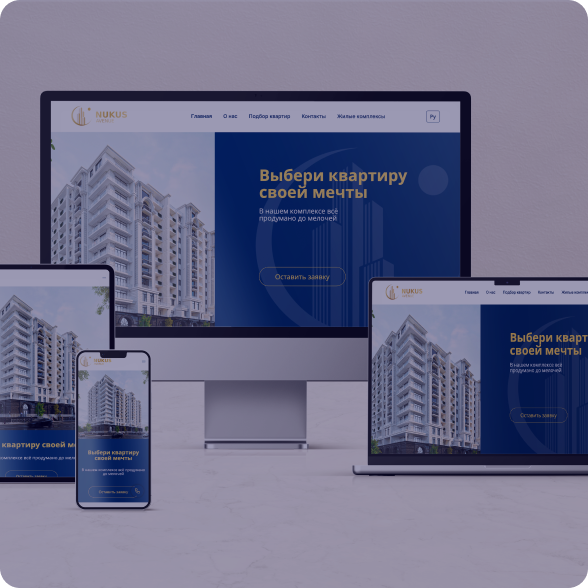 NUKUS
Главная О нас Подбор квартир Контакты Жилые комплексы Ру
Выбери квартиру
своей мечты
В нашем комплексе всё
продумано до мелочей
Оставить заявку
квартиру своей
комплексе всё продумано до
Оставить заявку
Выбери квартиру
своей мечты
В нашем комплексе всё продумано
до мелочей
Оставить заявку
NUKUS
Главная О нас Подбор квартир Контакты Жилые
Выбери
своей мечты
В нашем комплексе всё
продумано до мелочей
Оставить заявку